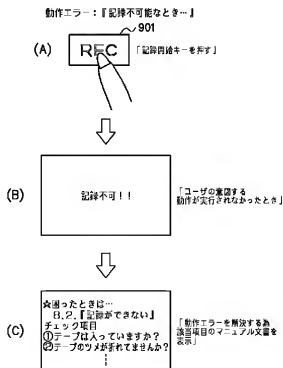 動作エラー：『記録不可能なとき…』
901
(A)
REC
「記録開始キーを押す」
(B)
記録不可！！
「ユーザの意図する
動作が実行されなかったとき」
(C)
☆困ったときは…
8.2.『記録ができない』
チェック項目
①テープは入っていますか？
②テープのツメが折れてませんか？
「動作エラーを解決する為
該当項目のマニュアル文書を
表示」